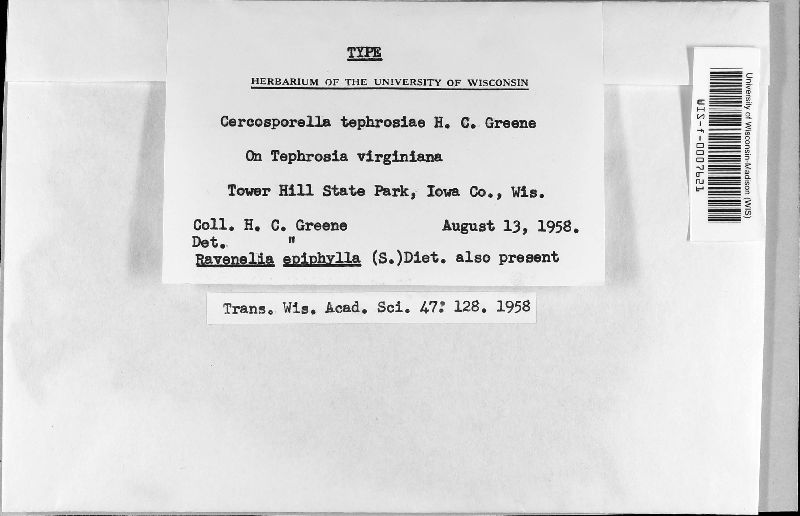 TYPE
HERBARIUM OF THE UNIVERSITY OF WISCONSIN
Cercosporella tephrosiae H. C. Greene
On Tephrosia virginiana
Tower Hill State Park, Iowa Co., Wis.
Coll. H. C. Greene August 13, 1958.
Det. "
Ravenelia epiphylla (S.)Diet. also present
Trans. Wis. Acad. Sci. 47: 128. 1958
University of Wisconsin-Madison (WIS)
WIS-f-0007621